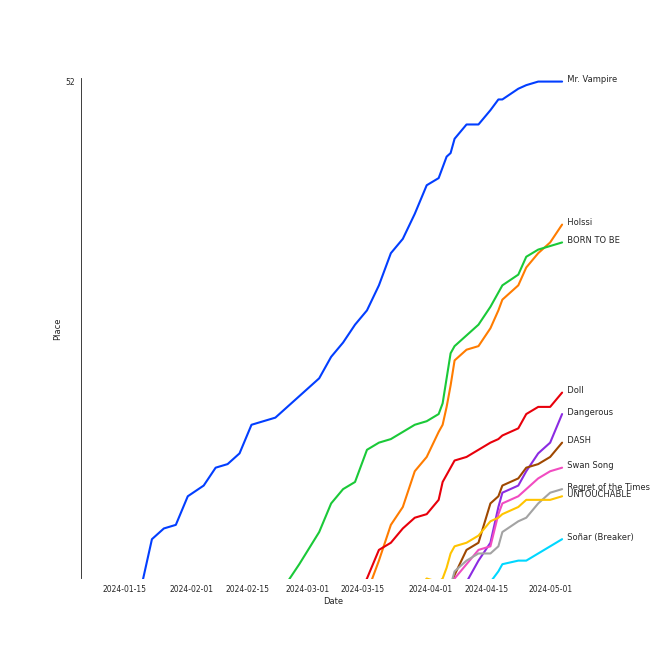 52
Mr. Vampire
Holssi
BORN TO BE
Place
Doll
Dangerous
DASH
Swan Song
Regret of the Times
UNTOUCHABLE
Soñar (Breaker)
2024-01-15
2024-02-01
2024-02-15
2024-03-01
2024-03-15
2024-04-01
2024-04-15
2024-05-01
Date